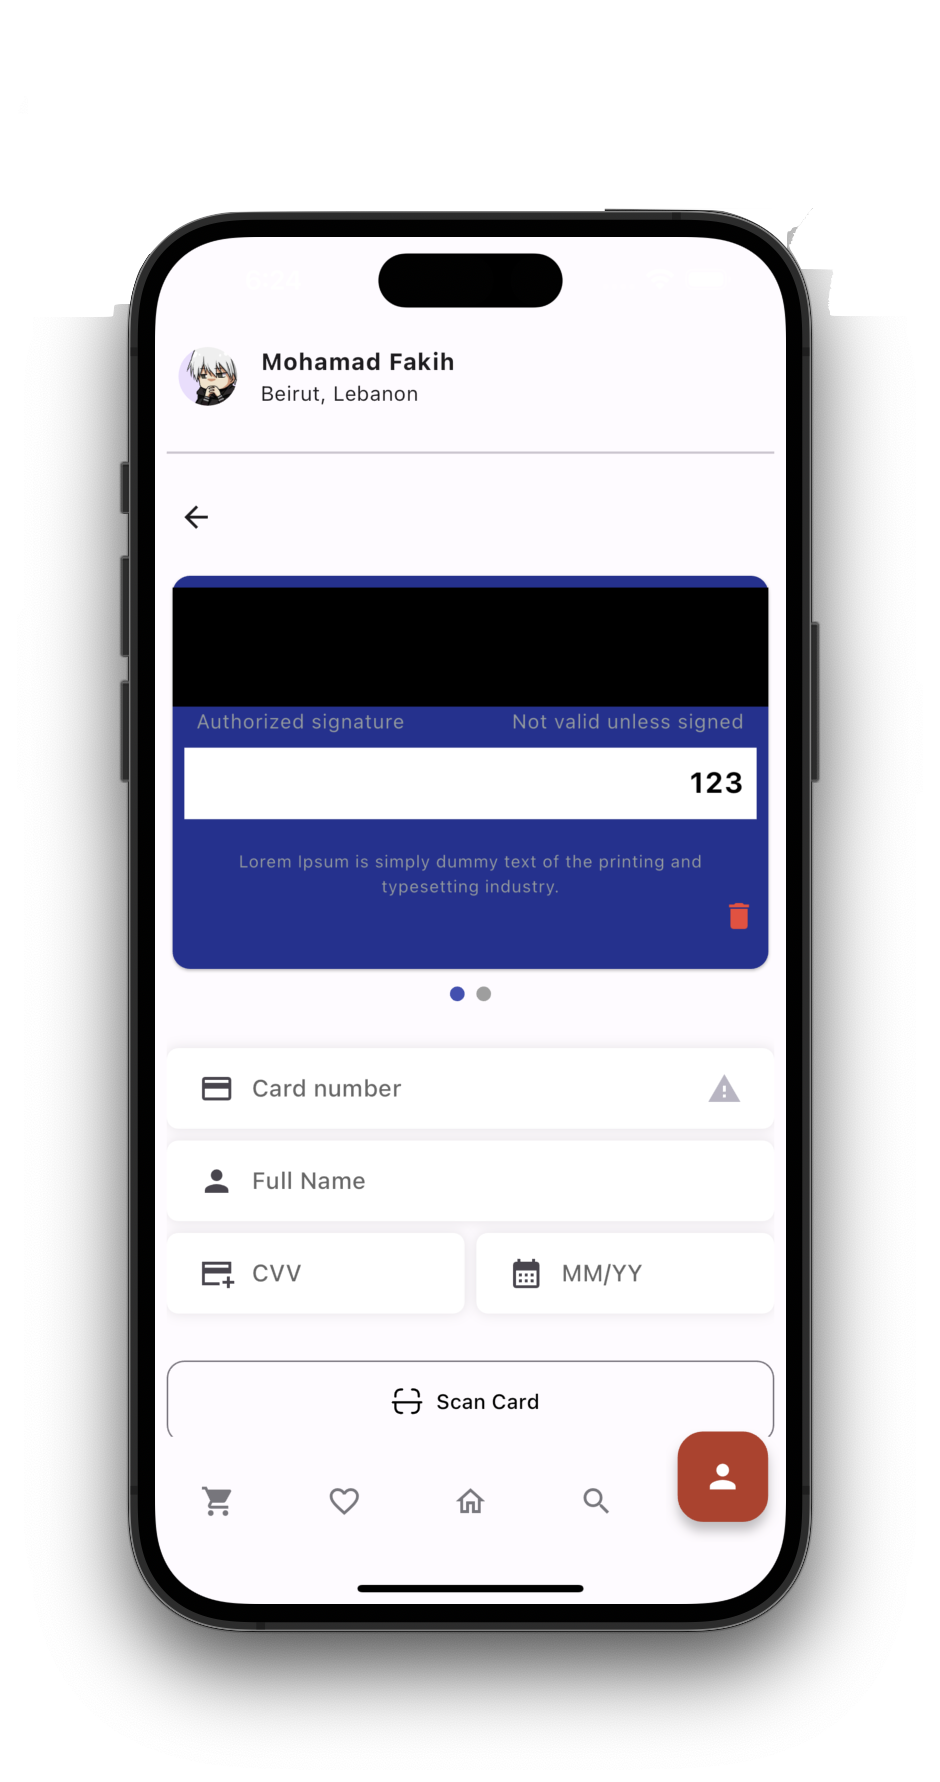 Mohamad Fakih
Beirut, Lebanon
Authorized signature
Not valid unless signed
123
Lorem Ipsum is simply dummy text of the printing and
typesetting industry.
Card number
Full Name
CVV
MM/YY
Scan Card